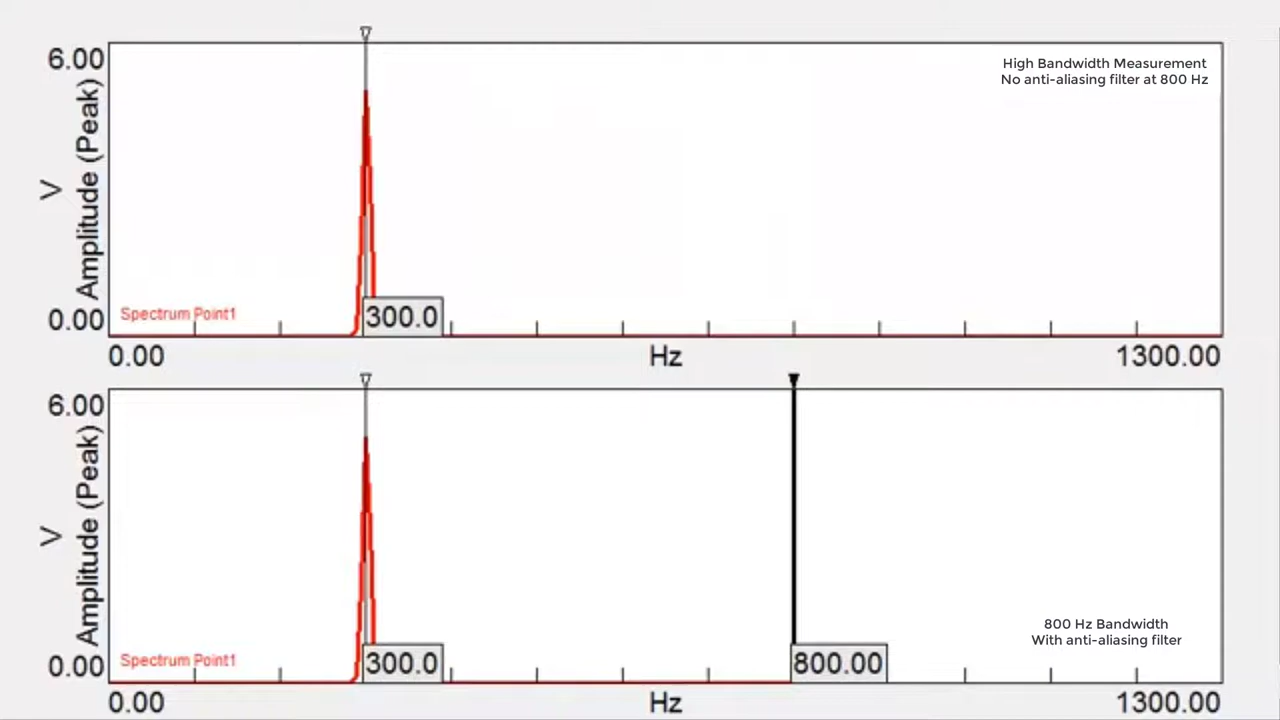 6.00
High Bandwidth Measurement
No anti-aliasing filter at 800 Hz
V
Amplitude (Peak)
Spectrum Point1
300.0
0.00
0.00
Hz
1300.00
6.00
V
Amplitude (Peak)
800 Hz Bandwidth
With anti-aliasing filter
Spectrum Point1
300.0
800.00
0.00
0.00
Hz
1300.00